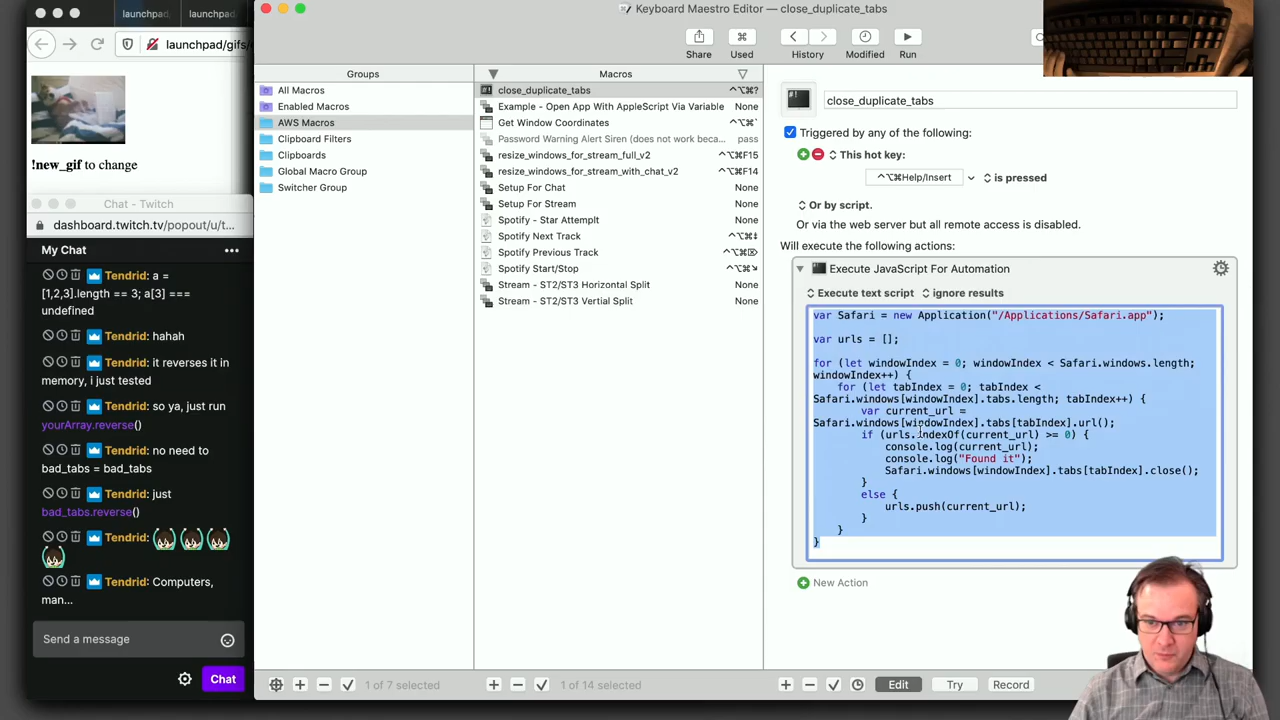 launchpad
launchpad
launchpad/gifs/
!new_gif to change
Chat - Twitch
dashboard.twitch.tv/popout/u/t...
My Chat
Tendrid: a =
[1,2,3].length == 3; a[3] ===
undefined
Tendrid: hahah
Tendrid: it reverses it in
memory, i just tested
Tendrid: so ya, just run
yourArray.reverse()
Tendrid: no need to
bad_tabs = bad_tabs
Tendrid: just
bad_tabs.reverse()
Tendrid:
Tendrid: Computers,
man...
Send a message
Chat
Keyboard Maestro Editor — close_duplicate_tabs
Share
Used
History
Modified
Run
Groups
All Macros
Enabled Macros
AWS Macros
Clipboard Filters
Clipboards
Global Macro Group
Switcher Group
1 of 7 selected
Macros
close_duplicate_tabs ^⌥⌘?
Example - Open App With AppleScript Via Variable None
Get Window Coordinates ^⌥⌘`
Password Warning Alert Siren (does not work beca... pass
resize_windows_for_stream_full_v2 ^⌥⌘F15
resize_windows_for_stream_with_chat_v2 ^⌥⌘F14
Setup For Chat None
Setup For Stream None
Spotify - Star Attemplt None
Spotify Next Track ^⌥⌘⇟
Spotify Previous Track ^⌥⌘⌦
Spotify Start/Stop ^⌥⌘↘
Stream - ST2/ST3 Horizontal Split None
Stream - ST2/ST3 Vertial Split None
1 of 14 selected
close_duplicate_tabs
Triggered by any of the following:
This hot key:
^⌥⌘Help/Insert is pressed
Or by script.
Or via the web server but all remote access is disabled.
Will execute the following actions:
Execute JavaScript For Automation
Execute text script ignore results
var Safari = new Application("/Applications/Safari.app");
var urls = [];
for (let windowIndex = 0; windowIndex < Safari.windows.length;
windowIndex++) {
for (let tabIndex = 0; tabIndex <
Safari.windows[windowIndex].tabs.length; tabIndex++) {
var current_url =
Safari.windows[windowIndex].tabs[tabIndex].url();
if (urls.indexOf(current_url) >= 0) {
console.log(current_url);
console.log("Found it");
Safari.windows[windowIndex].tabs[tabIndex].close();
}
else {
urls.push(current_url);
}
}
}
New Action
Edit
Try
Record